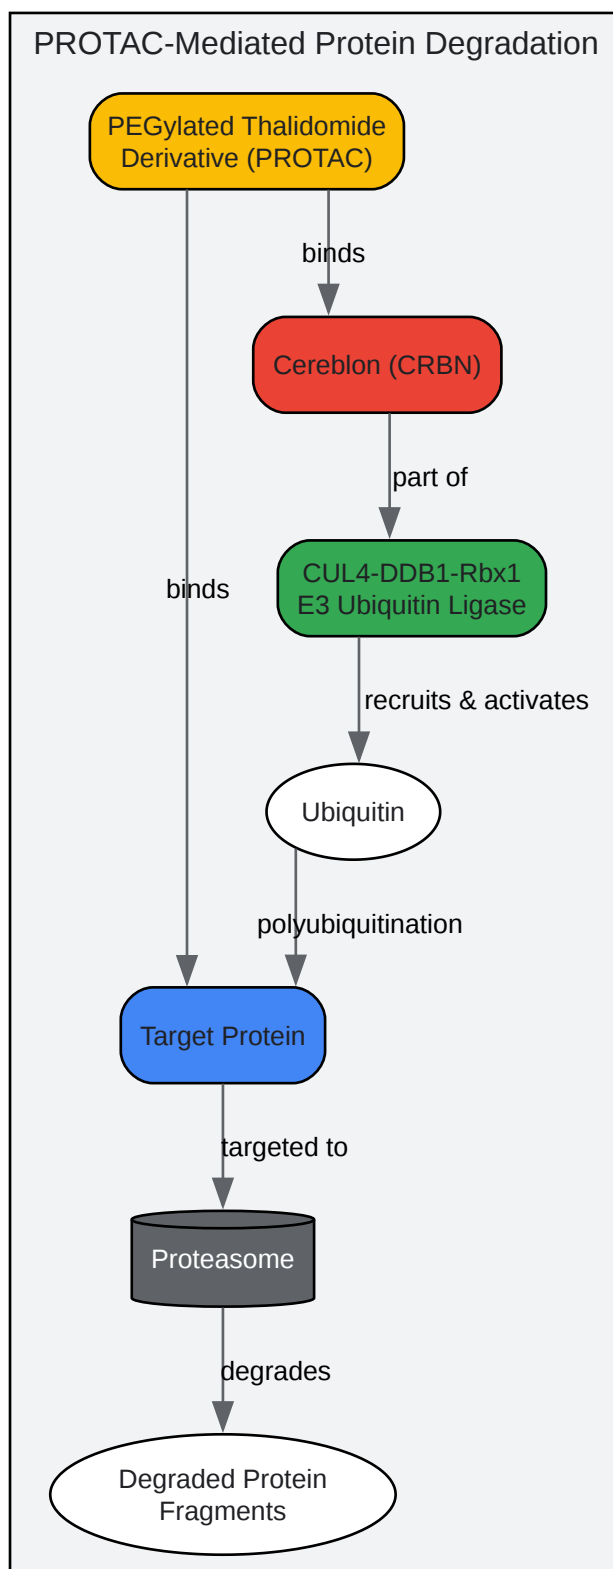 PROTAC-Mediated Protein Degradation
PEGylated Thalidomide
Derivative (PROTAC)
binds
Cereblon (CRBN)
part of
CUL4-DDB1-Rbx1
E3 Ubiquitin Ligase
binds
recruits & activates
Ubiquitin
polyubiquitination
Target Protein
targeted to
Proteasome
degrades
Degraded Protein
Fragments